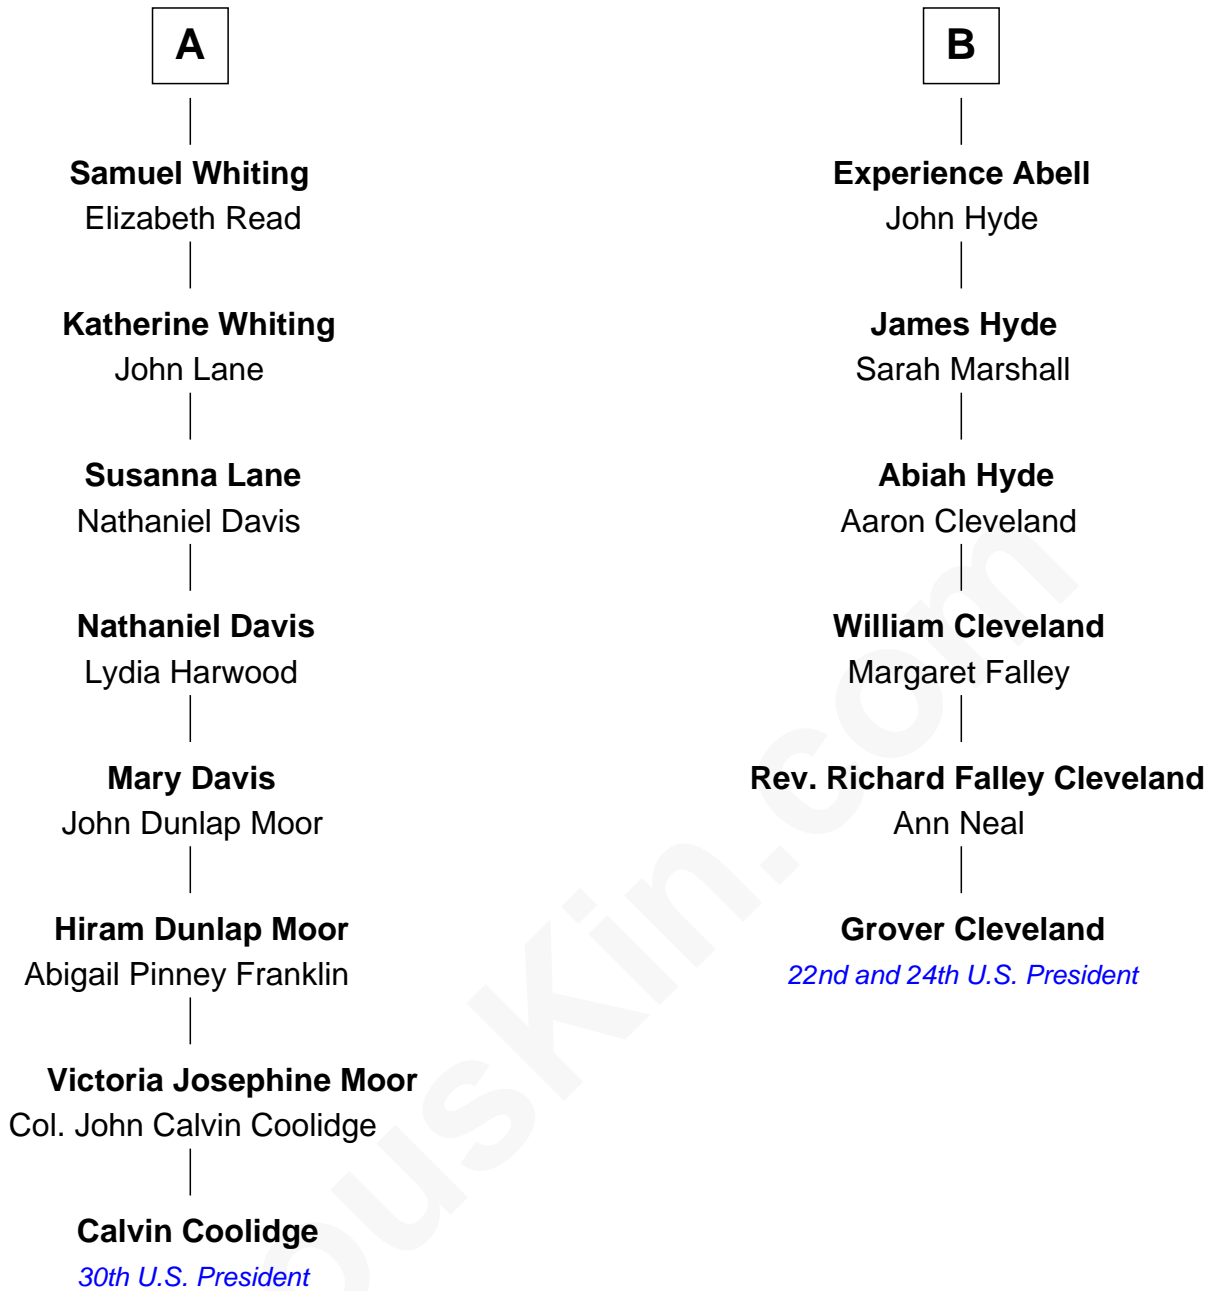 A
Samuel Whiting
Elizabeth Read
Katherine Whiting
John Lane
Susanna Lane
Nathaniel Davis
Nathaniel Davis
Lydia Harwood
Mary Davis
John Dunlap Moor
Hiram Dunlap Moor
Abigail Pinney Franklin
Victoria Josephine Moor
Col. John Calvin Coolidge
Calvin Coolidge
30th U.S. President
B
Experience Abell
John Hyde
James Hyde
Sarah Marshall
Abiah Hyde
Aaron Cleveland
William Cleveland
Margaret Falley
Rev. Richard Falley Cleveland
Ann Neal
Grover Cleveland
22nd and 24th U.S. President